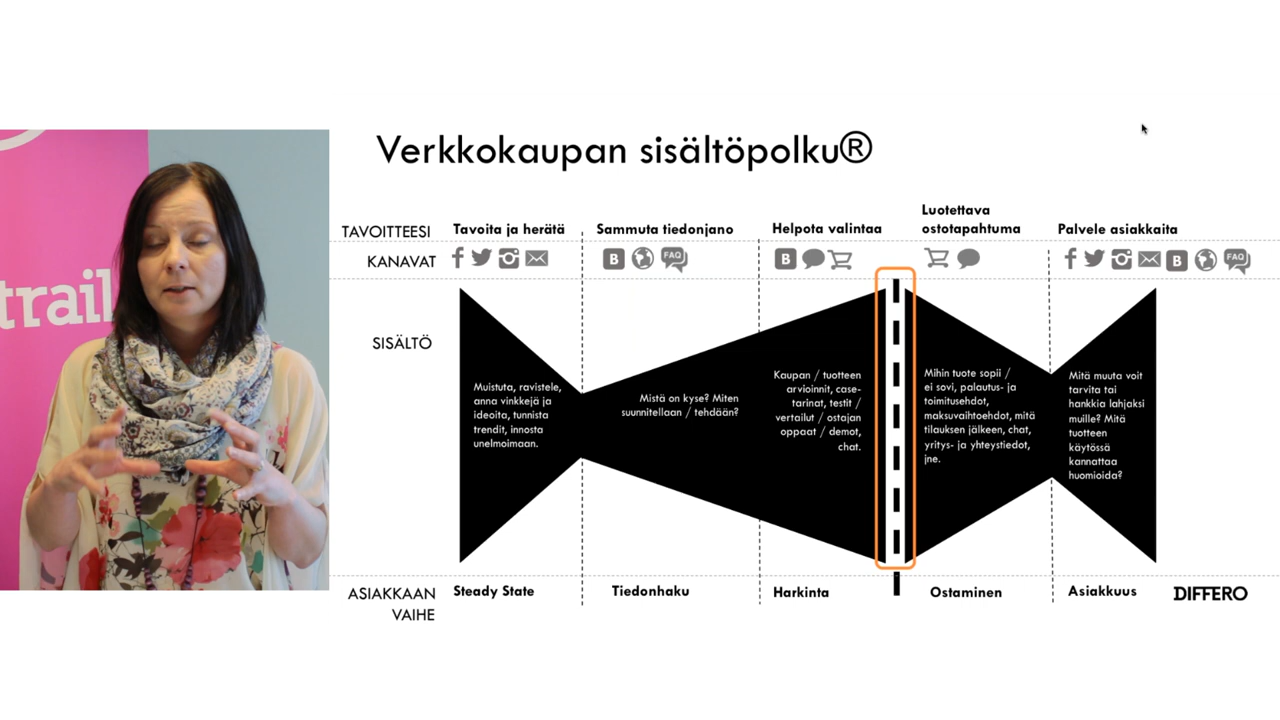 Verkkokaupan sisältöpolku®
TAVOITTEESI
Tavoita ja herätä
Sammuta tiedonjano
Helpota valintaa
Luotettava
ostotapahtuma
Palvele asiakkaita
KANAVAT
B
FAQ
B
B
FAQ
SISÄLTÖ
Muistuta, ravistele,
anna vinkkejä ja
ideoita, tunnista
trendit, innosta
unelmoimaan.
Mistä on kyse? Miten
suunnitellaan / tehdään?
Kaupan / tuotteen
arvioinnit, case-
tarinat, testit /
vertailut / ostajan
oppaat / demot,
chat.
Mihin tuote sopii /
ei sovi, palautus- ja
toimitusehdot,
maksuvaihtoehdot, mitä
tilauksen jälkeen, chat,
yritys- ja yhteystiedot,
jne.
Mitä muuta voit
tarvita tai
hankkia lahjaksi
muille? Mitä
tuotteen
käytössä
kannattaa
huomioida?
trail
ASIAKKAAN
VAIHE
Steady State
Tiedonhaku
Harkinta
Ostaminen
Asiakkuus
DIFFERO